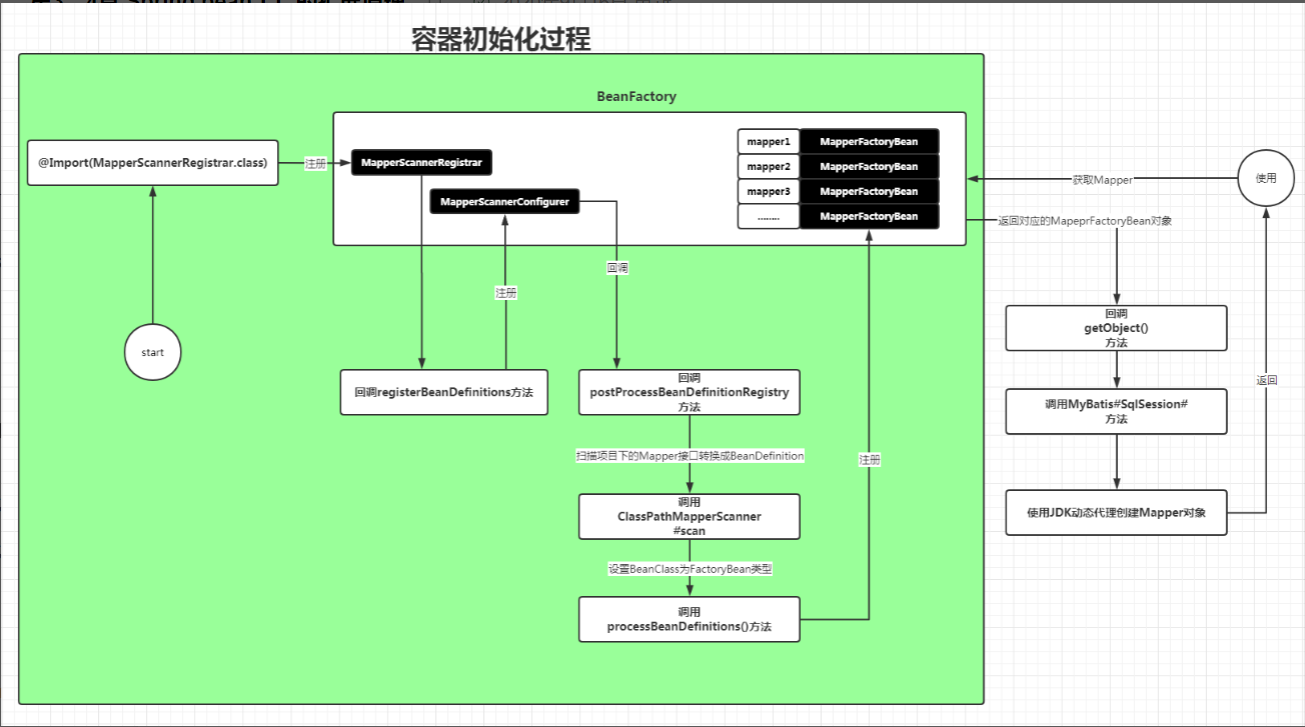 容器初始化过程
BeanFactory
@Import(MapperScannerRegistrar.class)
注册
MapperScannerRegistrar
MapperScannerConfigurer
mapper1
MapperFactoryBean
mapper2
MapperFactoryBean
mapper3
MapperFactoryBean
........
MapperFactoryBean
获取Mapper
使用
返回对应的MapeprFactoryBean对象
回调
注册
start
回调registerBeanDefinitions方法
回调
postProcessBeanDefinitionRegistry
方法
扫描项目下的Mapper接口转换成BeanDefinition
调用
ClassPathMapperScanner
#scan
设置BeanClass为FactoryBean类型
调用
processBeanDefinitions()方法
注册
回调
getObject()
方法
调用MyBatis#SqlSession#
方法
使用JDK动态代理创建Mapper对象
返回